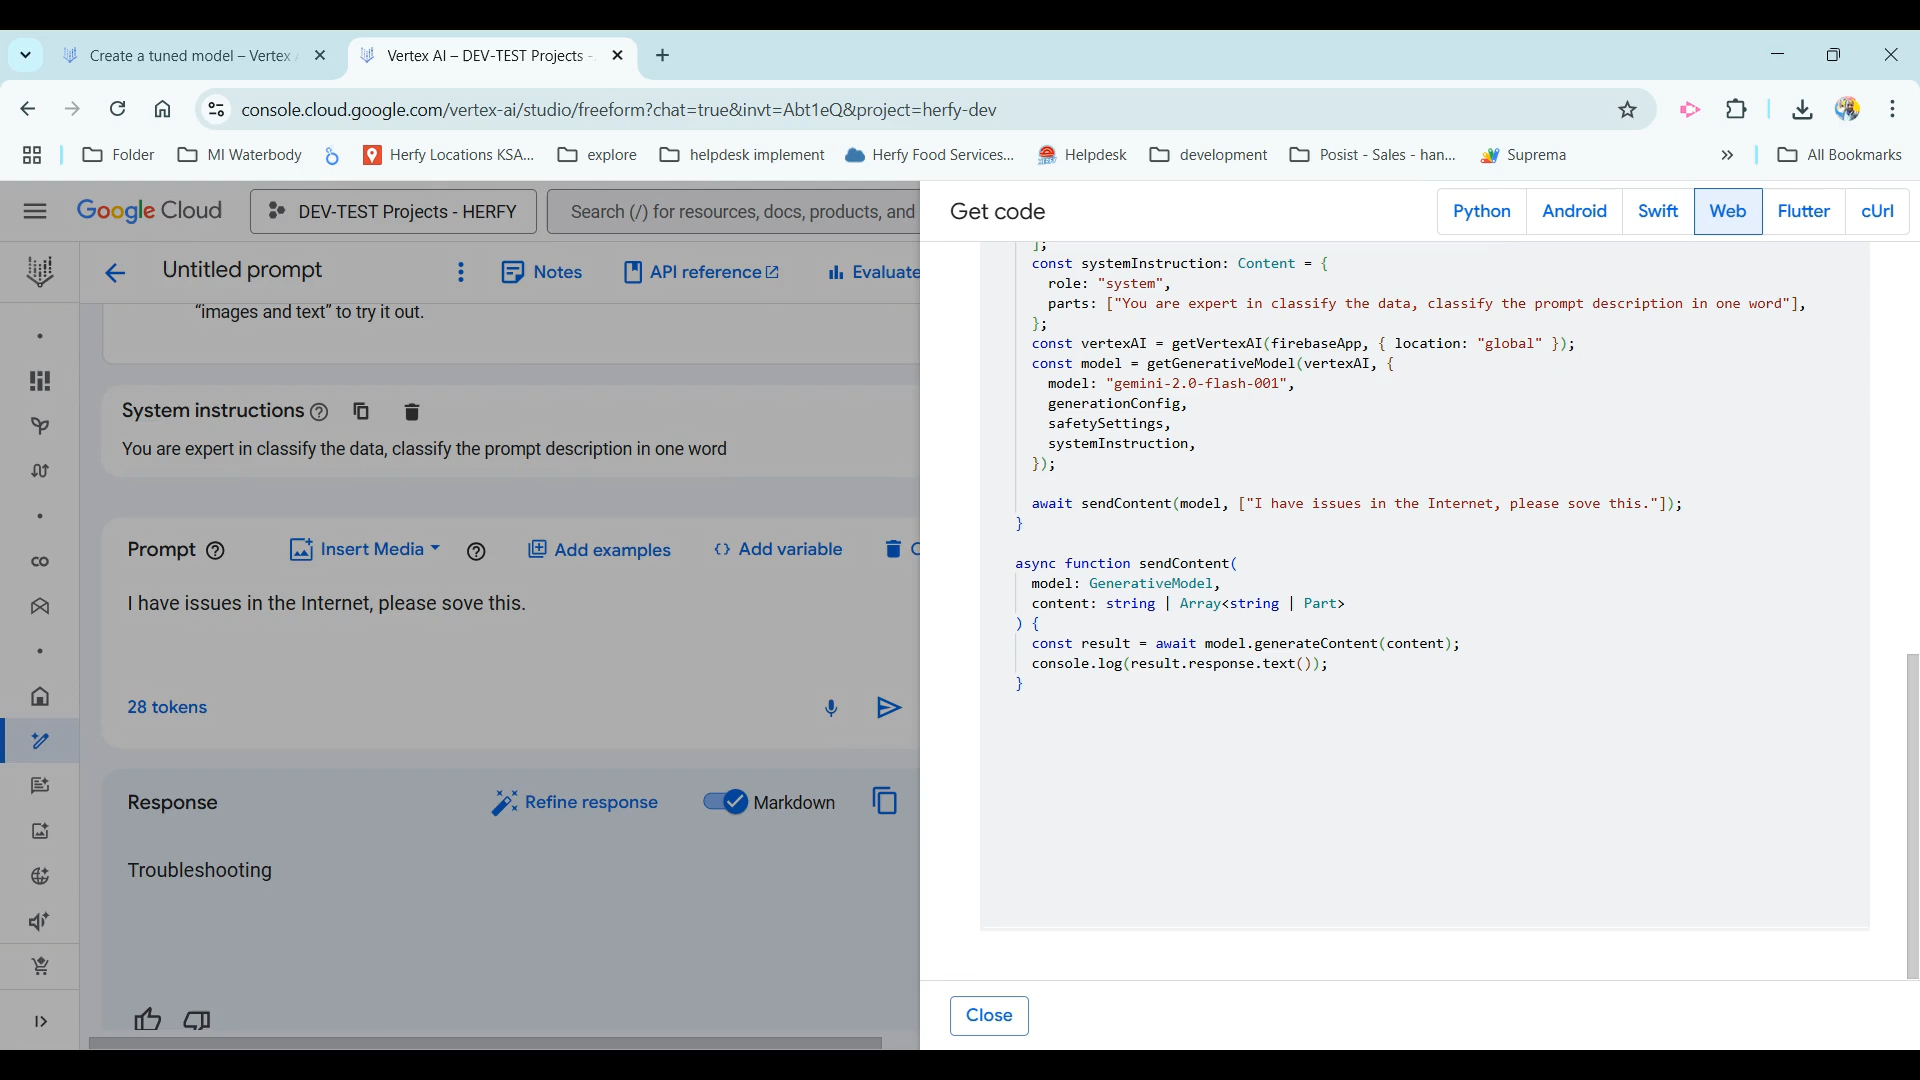 Create a tuned model – Vertex A
Vertex AI – DEV-TEST Projects -
console.cloud.google.com/vertex-ai/studio/freeform?chat=true&invt=Abt1eQ&project=herfy-dev
Folder
MI Waterbody
Herfy Locations KSA...
explore
helpdesk implement
Herfy Food Services...
Helpdesk
development
Posist - Sales - han...
Suprema
»
All Bookmarks
Google Cloud
DEV-TEST Projects - HERFY
Search (/) for resources, docs, products, and
Untitled prompt
Notes
API reference
Evaluate
“images and text” to try it out.
System instructions
You are expert in classify the data, classify the prompt description in one word
Prompt
Insert Media
Add examples
<> Add variable
C
I have issues in the Internet, please sove this.
28 tokens
Response
Refine response
Markdown
Troubleshooting
Get code
Python
Android
Swift
Web
Flutter
cUrl
];
const systemInstruction: Content = {
role: "system",
parts: ["You are expert in classify the data, classify the prompt description in one word"],
};
const vertexAI = getVertexAI(firebaseApp, { location: "global" });
const model = getGenerativeModel(vertexAI, {
model: "gemini-2.0-flash-001",
generationConfig,
safetySettings,
systemInstruction,
});
await sendContent(model, ["I have issues in the Internet, please sove this."]);
}
async function sendContent(
model: GenerativeModel,
content: string | Array<string | Part>
) {
const result = await model.generateContent(content);
console.log(result.response.text());
}
Close